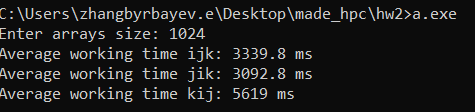 C:\Users\zhangbyrbayev.e\Desktop\made_hpc\hw2>a.exe
Enter arrays size: 1024
Average working time ijk: 3339.8 ms
Average working time jik: 3092.8 ms
Average working time kij: 5619 ms